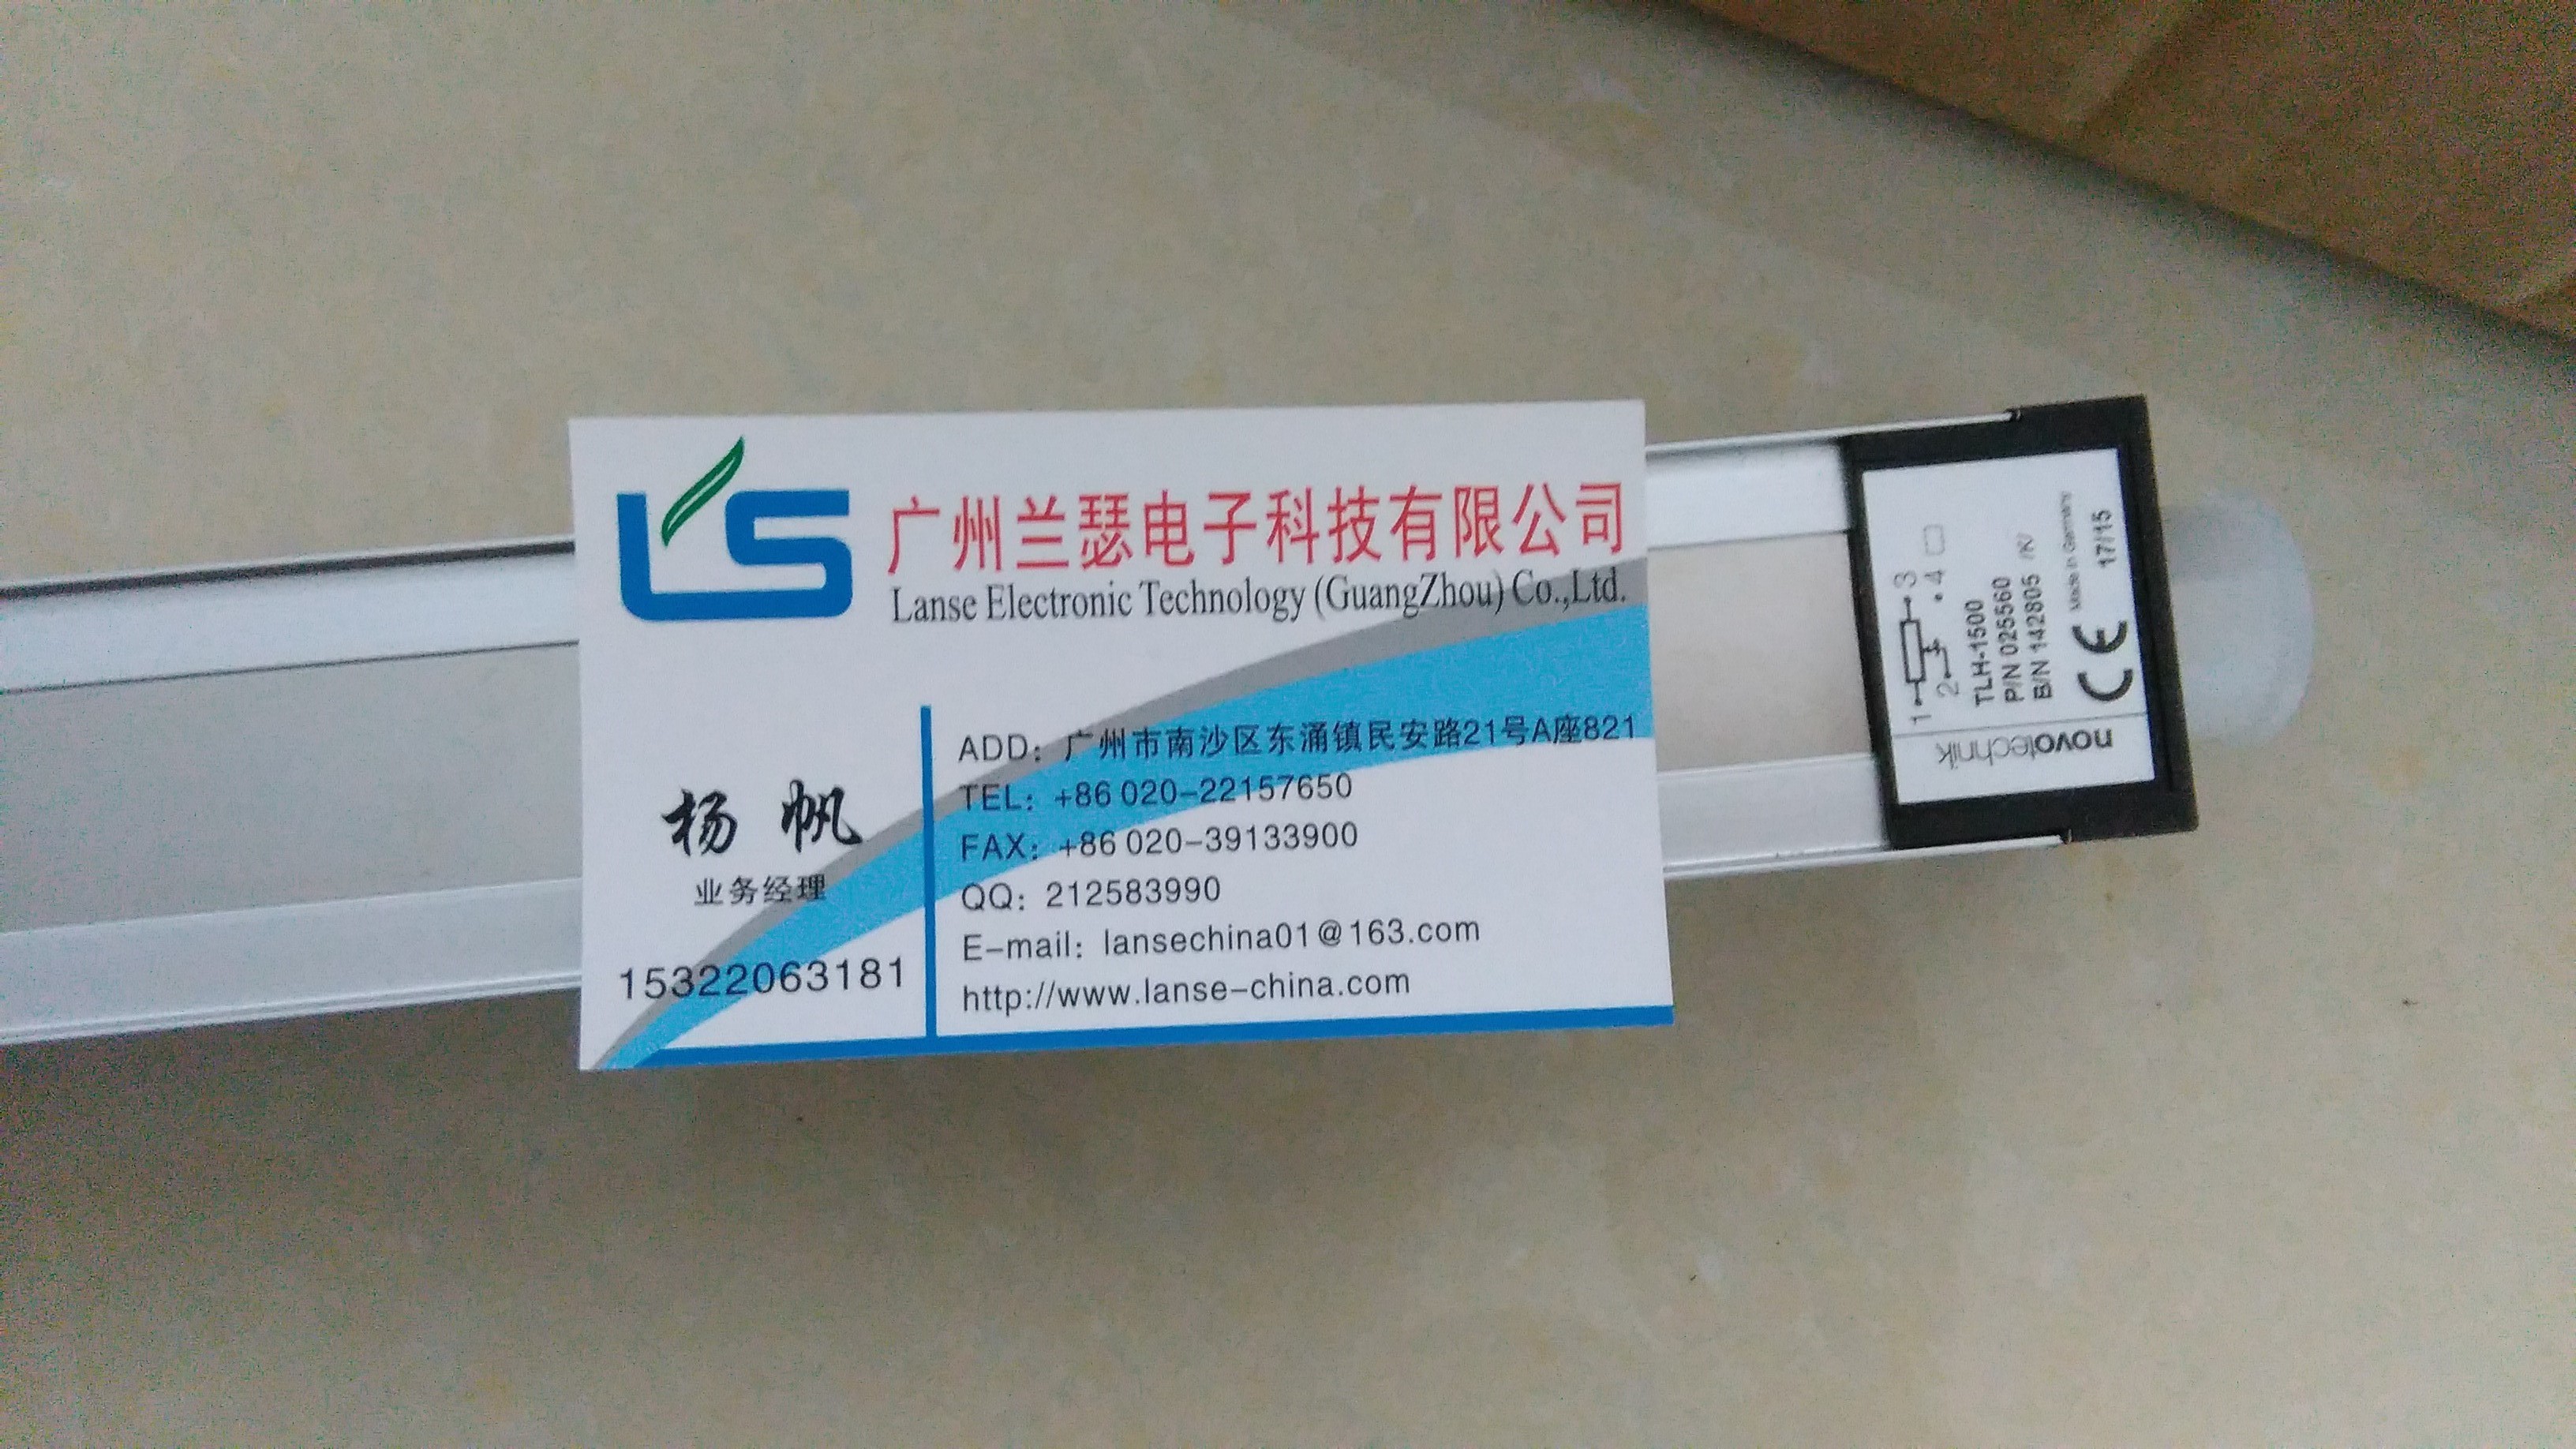 LS
广州兰瑟电子科技有限公司
Lanse Electronic Technology (GuangZhou) Co.,Ltd.
杨 帆
业务经理
15322063181
ADD：广州市南沙区东涌镇民安路21号A座821
TEL：+86 020-22157650
FAX：+86 020-39133900
QQ：212583990
E-mail：lansechina01@163.com
http://www.lanse-china.com
novotechnik
1 3
2 4
TLH-1500
P/N 025560
B/N 142805 /K/
CE Made in Germany 17/15